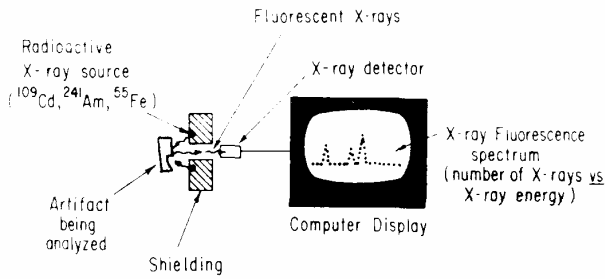 Fluorescent X-rays
Radioactive
X-ray source
(¹⁰⁹Cd, ²⁴¹Am, ⁵⁵Fe)
X-ray detector
X-ray Fluorescence
spectrum
(number of X-rays vs
X-ray energy)
Artifact
being
analyzed
Computer Display
Shielding